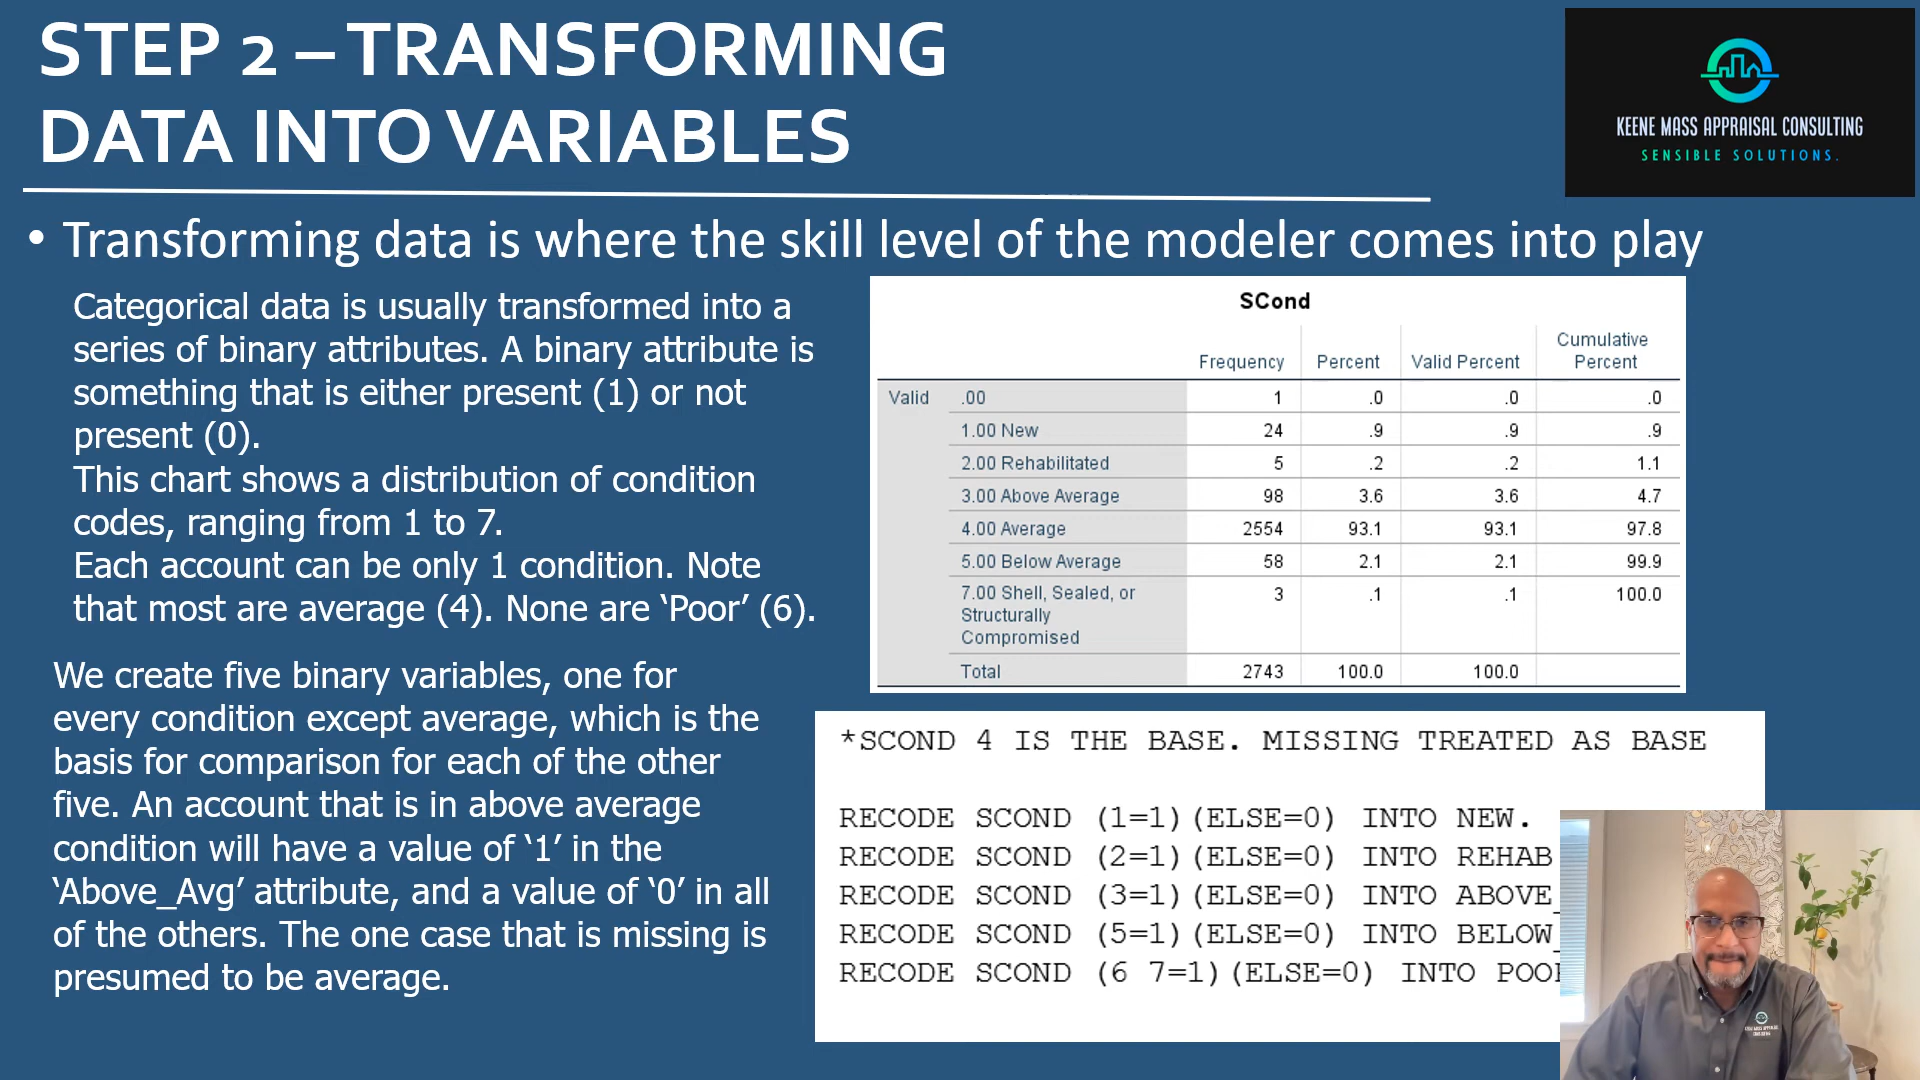 STEP 2 – TRANSFORMING
DATA INTO VARIABLES
KEENE MASS APPRAISAL CONSULTING
SENSIBLE SOLUTIONS.
• Transforming data is where the skill level of the modeler comes into play
Categorical data is usually transformed into a
series of binary attributes. A binary attribute is
something that is either present (1) or not
present (0).
This chart shows a distribution of condition
codes, ranging from 1 to 7.
Each account can be only 1 condition. Note
that most are average (4). None are ‘Poor’ (6).
We create five binary variables, one for
every condition except average, which is the
basis for comparison for each of the other
five. An account that is in above average
condition will have a value of ‘1’ in the
‘Above_Avg’ attribute, and a value of ‘0’ in all
of the others. The one case that is missing is
presumed to be average.
SCond
Frequency Percent Valid Percent Cumulative Percent
Valid .00 1 .0 .0 .0
1.00 New 24 .9 .9 .9
2.00 Rehabilitated 5 .2 .2 1.1
3.00 Above Average 98 3.6 3.6 4.7
4.00 Average 2554 93.1 93.1 97.8
5.00 Below Average 58 2.1 2.1 99.9
7.00 Shell, Sealed, or 3 .1 .1 100.0
Structurally
Compromised
Total 2743 100.0 100.0
*SCOND 4 IS THE BASE. MISSING TREATED AS BASE
RECODE SCOND (1=1)(ELSE=0) INTO NEW.
RECODE SCOND (2=1)(ELSE=0) INTO REHAB
RECODE SCOND (3=1)(ELSE=0) INTO ABOVE_
RECODE SCOND (5=1)(ELSE=0) INTO BELOW_
RECODE SCOND (6 7=1)(ELSE=0) INTO